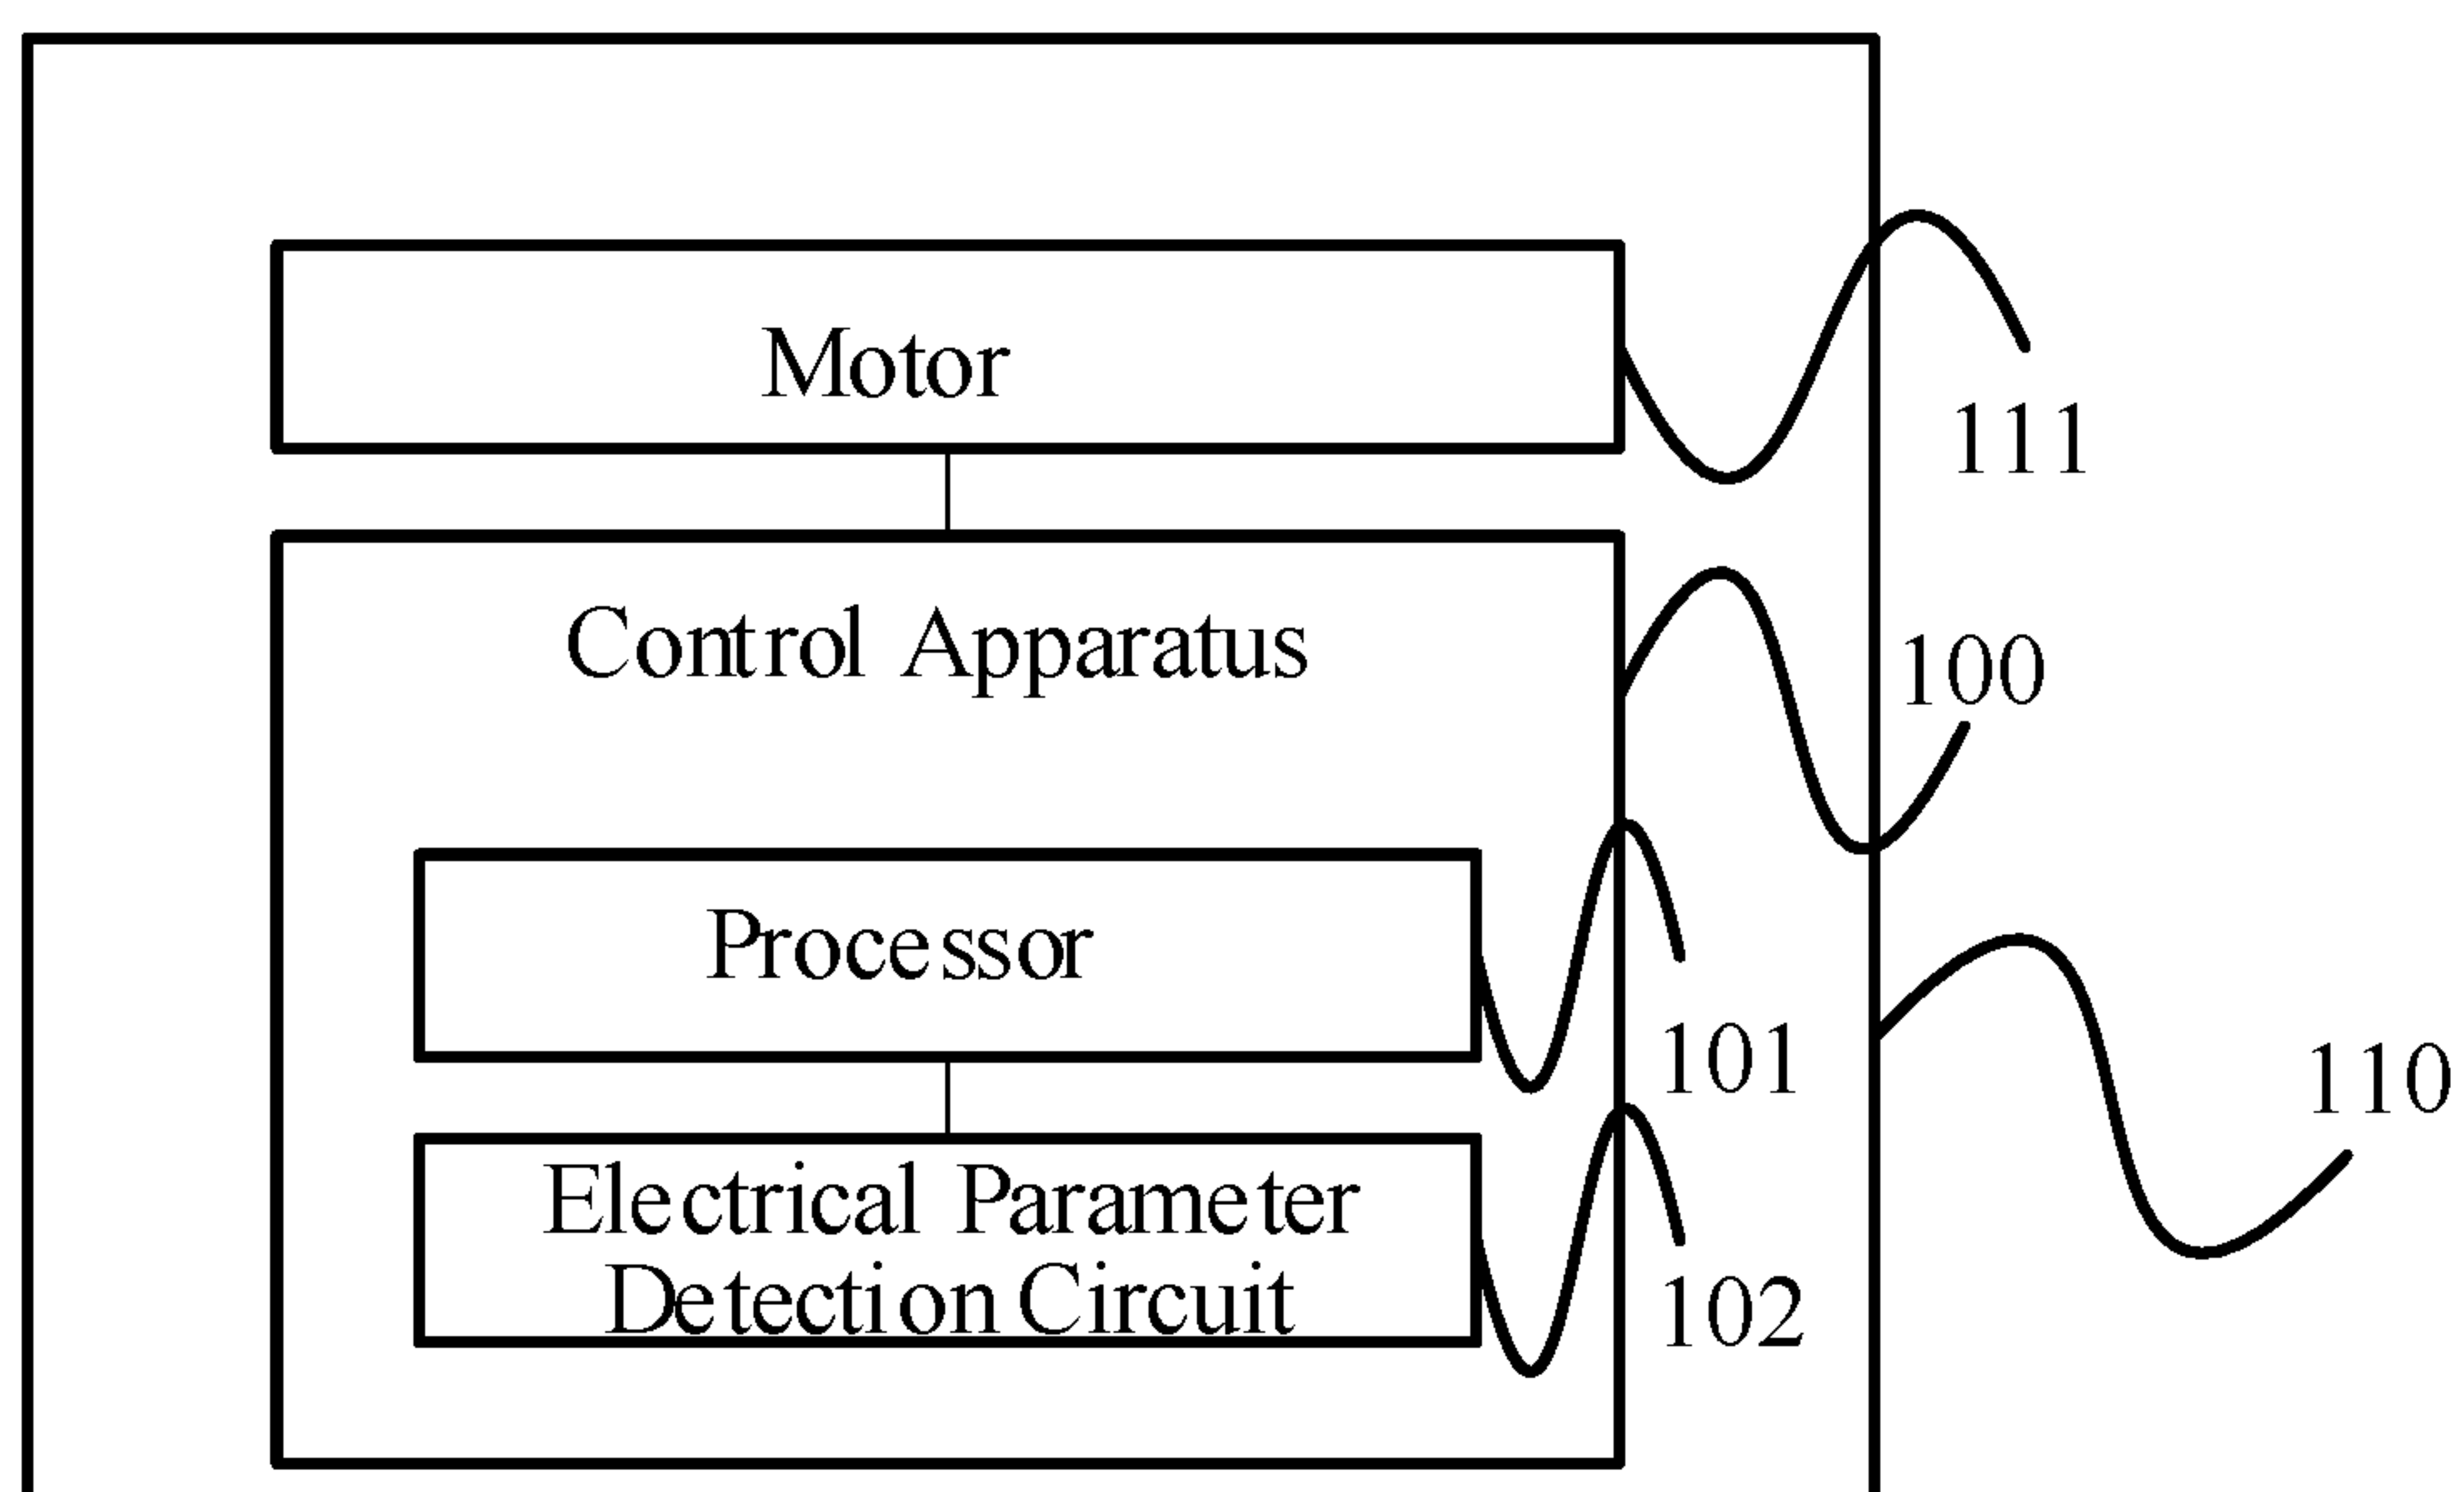 Motor
111
Control Apparatus
100
Processor
101
110
Electrical Parameter
Detection Circuit
102